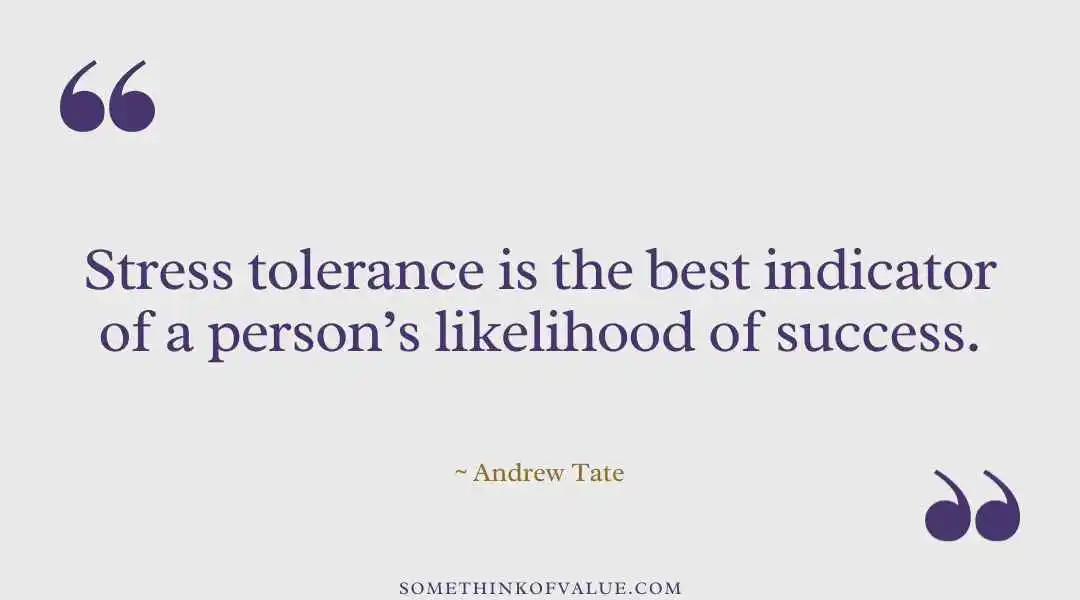 “
Stress tolerance is the best indicator
of a person’s likelihood of success.
~ Andrew Tate
”
SOMETHINKOFVALUE.COM